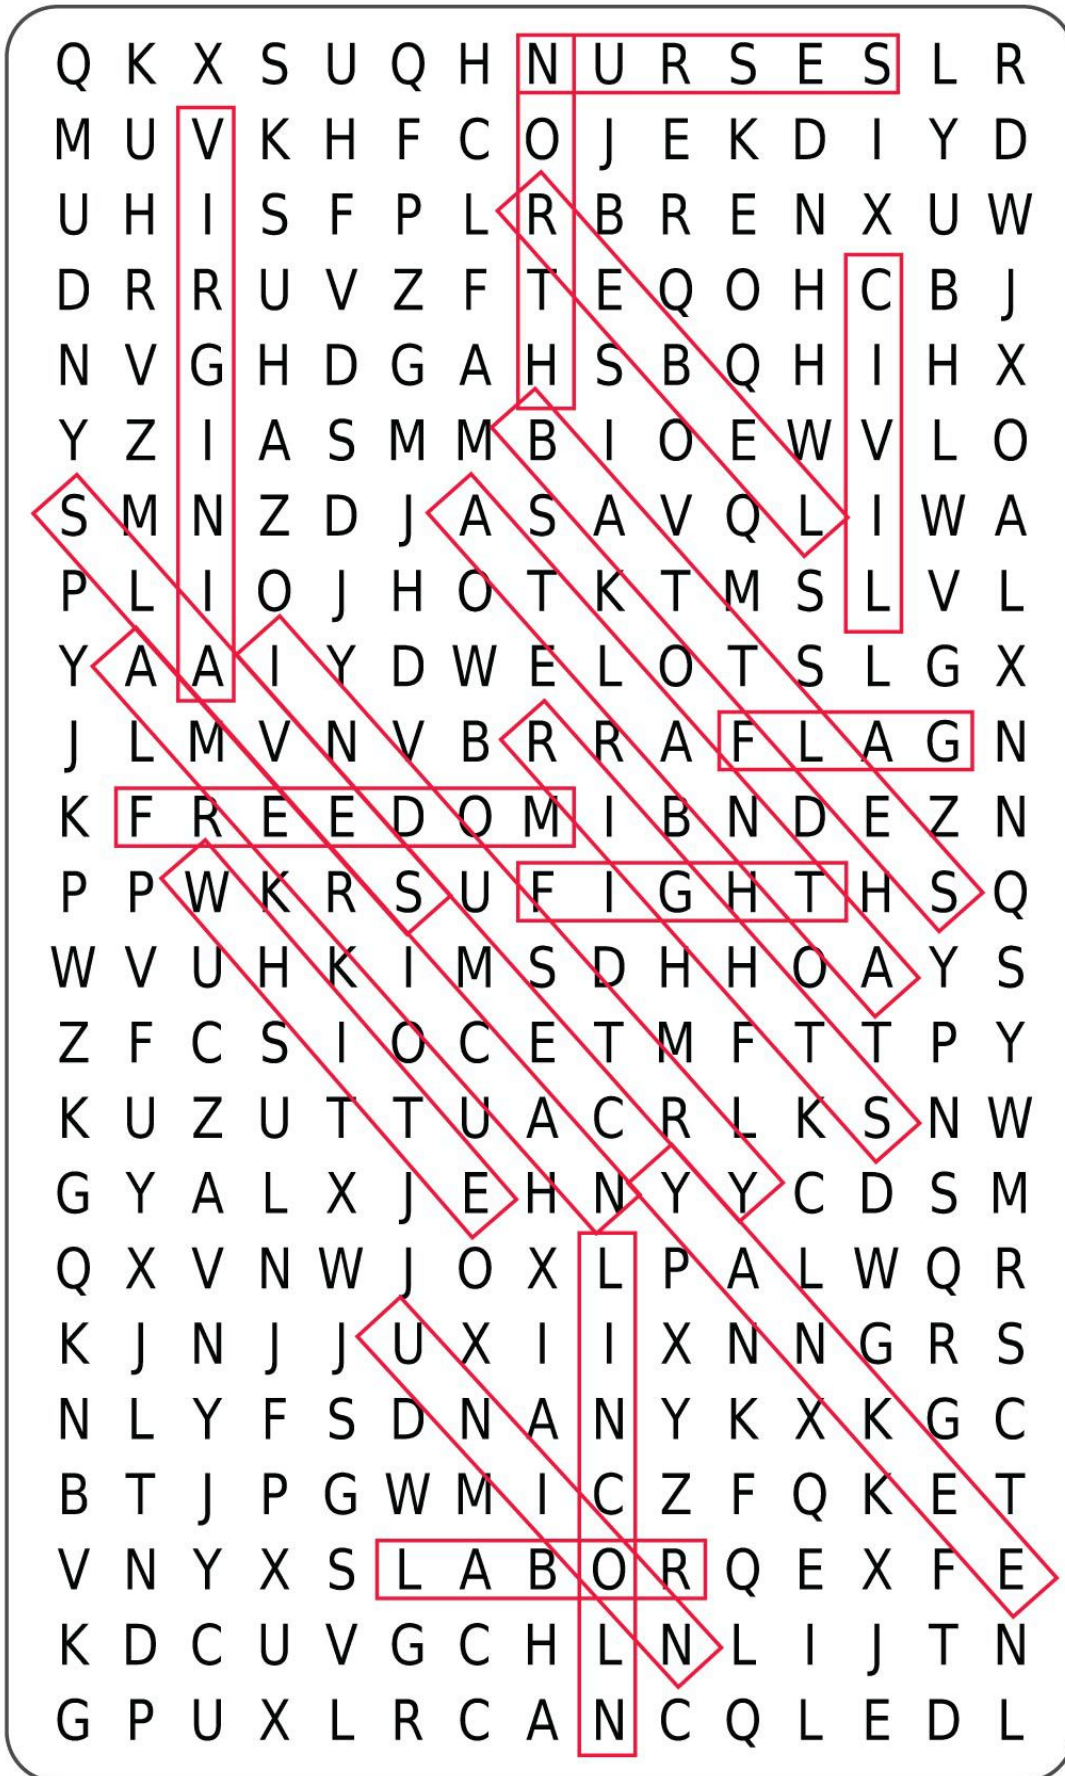 Q K X S U Q H N U R S E S L R
M U V K H F C O J E K D I Y D
U H I S F P L R B R E N X U W
D R R U V Z F T E Q O H C B J
N V G H D G A H S B Q H I H X
Y Z I A S M M B I O E W V L O
S M N Z D J A S A V Q L I W A
P L I O J H O T K T M S L V L
Y A A I Y D W E L O T S L G X
J L M V N V B R R A F L A G N
K F R E E D O M I B N D E Z N
P P W K R S U F I G H T H S Q
W V U H K I M S D H H O A Y S
Z F C S I O C E T M F T T P Y
K U Z U T T U A C R L K S N W
G Y A L X J E H N Y Y C D S M
Q X V N W J O X L P A L W Q R
K J N J J U X I I X N N G R S
N L Y F S D N A N Y K X K G C
B T J P G W M I C Z F Q K E T
V N Y X S L A B O R Q E X F E
K D C U V G C H L N L I J T N
G P U X L R C A N C Q L E D L